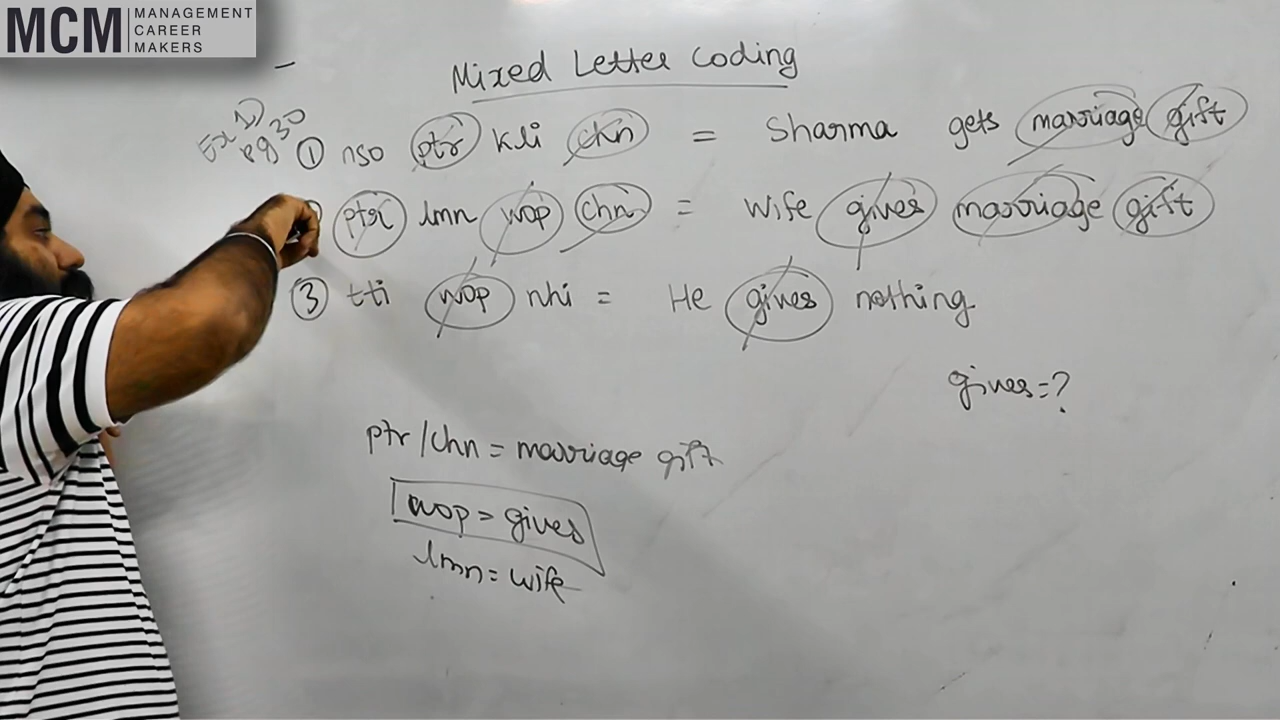 MCM MANAGEMENT
CAREER
MAKERS
Mixed Letter Coding
Ex 1)
pg 30
① nso ptr kli chn = Sharma gets marriage gift
ptr lmn wop chn = wife gives marriage gift
③ tti wop nhi = He gives nothing
gives = ?
ptr / chn = marriage gift
wop = gives
lmn = wife